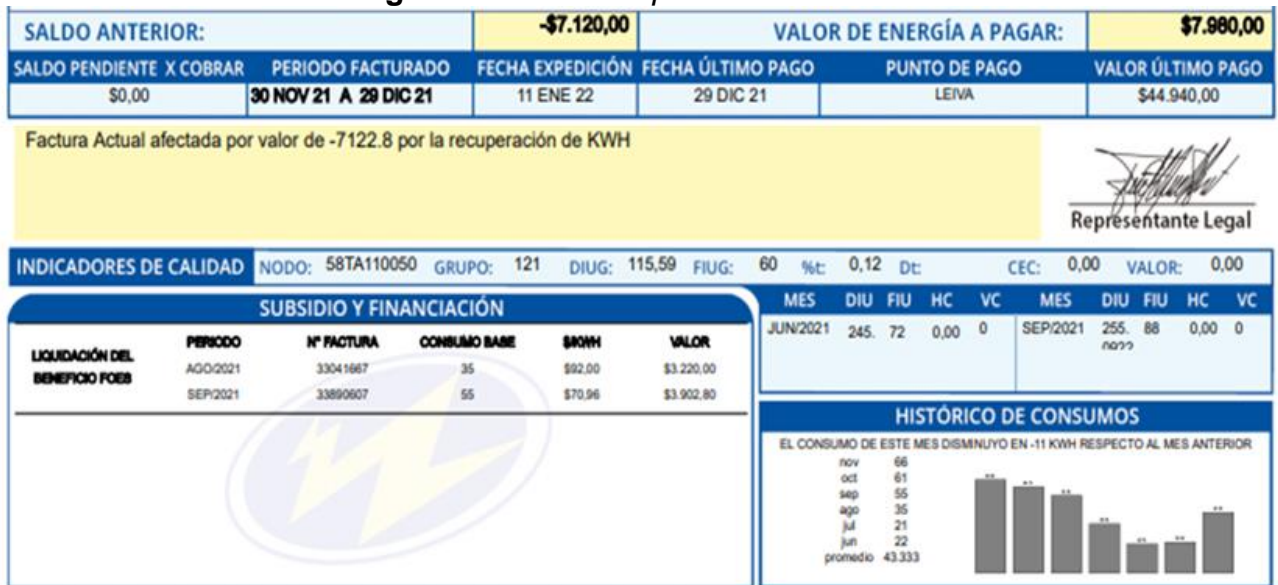 SALDO ANTERIOR: -$7.120,00 VALOR DE ENERGÍA A PAGAR: $7.980,00
SALDO PENDIENTE X COBRAR PERIODO FACTURADO FECHA EXPEDICIÓN FECHA ÚLTIMO PAGO PUNTO DE PAGO VALOR ÚLTIMO PAGO
$0,00 30 NOV 21 A 29 DIC 21 11 ENE 22 29 DIC 21 LEIVA $44.940,00
Factura Actual afectada por valor de -7122.8 por la recuperación de KWH
Representante Legal
INDICADORES DE CALIDAD NODO: 58TA110050 GRUPO: 121 DIUG: 115,59 FIUG: 60 %t: 0,12 Dt: CEC: 0,00 VALOR: 0,00
SUBSIDIO Y FINANCIACIÓN
PERIODO Nº FACTURA CONSUMO BASE $/KWH VALOR
LIQUIDACIÓN DEL
BENEFICIO FOES
AGO/2021 33041667 35 $92,00 $3.220,00
SEP/2021 33890607 55 $70,96 $3.902,80
MES DIU FIU HC VC MES DIU FIU HC VC
JUN/2021 245. 72 0,00 0 SEP/2021 255. 88 0,00 0
HISTÓRICO DE CONSUMOS
EL CONSUMO DE ESTE MES DISMINUYO EN -11 KWH RESPECTO AL MES ANTERIOR
nov 66
oct 61
sep 55
ago 35
jul 21
jun 22
promedio 43.333